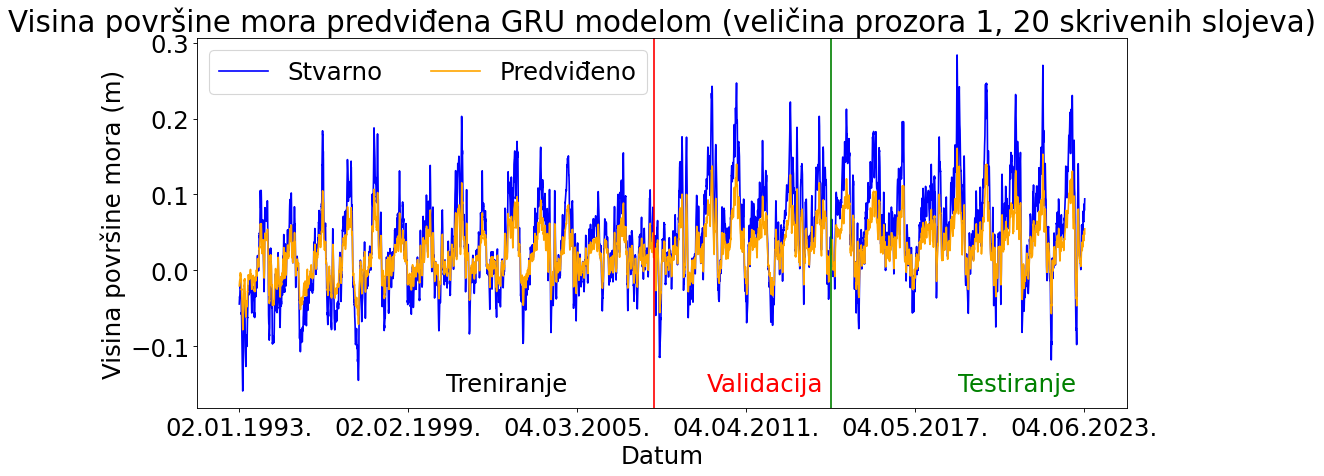 Visina površine mora predviđena GRU modelom (veličina prozora 1, 20 skrivenih slojeva)
Stvarno
Predviđeno
Visina površine mora (m)
0.3
0.2
0.1
0.0
−0.1
Treniranje
Validacija
Testiranje
02.01.1993.
02.02.1999.
04.03.2005.
04.04.2011.
04.05.2017.
04.06.2023.
Datum